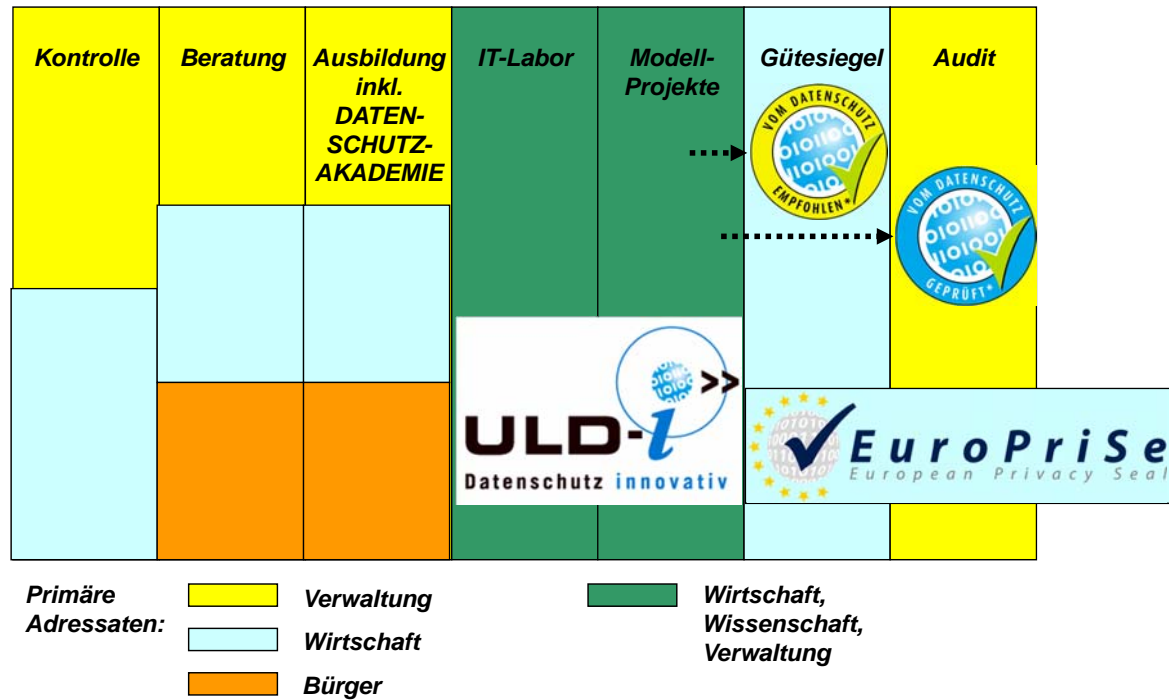 Kontrolle
Beratung
Ausbildung
inkl.
DATEN-
SCHUTZ-
AKADEMIE
IT-Labor
Modell-
Projekte
Gütesiegel
Audit
VOM DATENSCHUTZ
EMPFOHLEN*
VOM DATENSCHUTZ
GEPRÜFT*
>>
ULD-i
Datenschutz innovativ
EuroPriSe
European Privacy Seal
Primäre
Adressaten:
Verwaltung
Wirtschaft
Bürger
Wirtschaft,
Wissenschaft,
Verwaltung